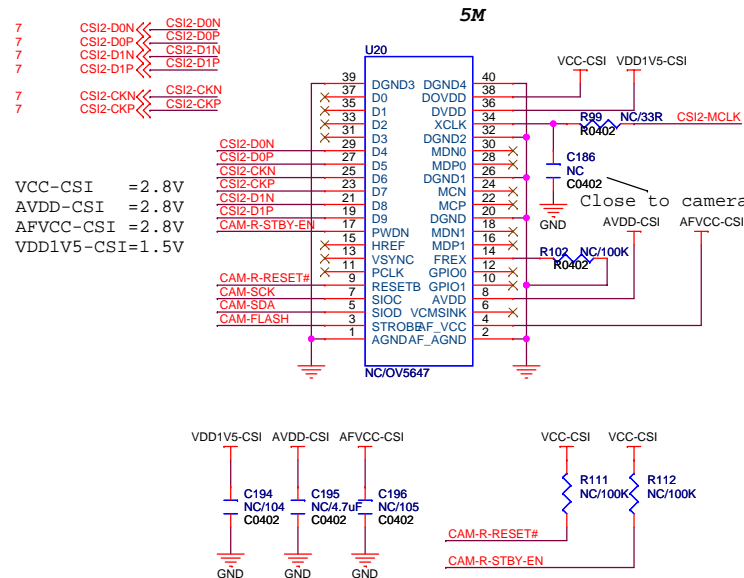 5M
7 CSI2-D0N CSI2-D0N
7 CSI2-D0P CSI2-D0P
7 CSI2-D1N CSI2-D1N
7 CSI2-D1P CSI2-D1P
7 CSI2-CKN CSI2-CKN
7 CSI2-CKP CSI2-CKP
VCC-CSI =2.8V
AVDD-CSI =2.8V
AFVCC-CSI =2.8V
VDD1V5-CSI=1.5V
U20
39 DGND3 DGND4 40
37 D0 DOVDD 38
35 D1 DVDD 36
33 D2 XCLK 34
31 D3 DGND2 32
CSI2-D0N 29 D4 MDN0 30
CSI2-D0P 27 D5 MDP0 28
CSI2-CKN 25 D6 DGND1 26
CSI2-CKP 23 D7 MCN 24
CSI2-D1N 21 D8 MCP 22
CSI2-D1P 19 D9 DGND 20
CAM-R-STBY-EN 17 PWDN MDN1 18
15 HREF MDP1 16
13 VSYNC FREX 14
11 PCLK GPIO0 12
CAM-R-RESET# 9 RESETB GPIO1 10
CAM-SCK 7 SIOC AVDD 8
CAM-SDA 5 SIOD VCMSINK 6
CAM-FLASH 3 STROBE AF_VCC 4
1 AGND AF_AGND 2
NC/OV5647
VCC-CSI VDD1V5-CSI
R99 NC/33R CSI2-MCLK
R0402
C186
NC
C0402
Close to camera
GND
AVDD-CSI AFVCC-CSI
R102 NC/100K
R0402
VDD1V5-CSI AVDD-CSI AFVCC-CSI
C194 C195 C196
NC/104 NC/4.7uF NC/105
C0402 C0402 C0402
GND GND GND
VCC-CSI VCC-CSI
R111 R112
NC/100K NC/100K
CAM-R-RESET#
CAM-R-STBY-EN